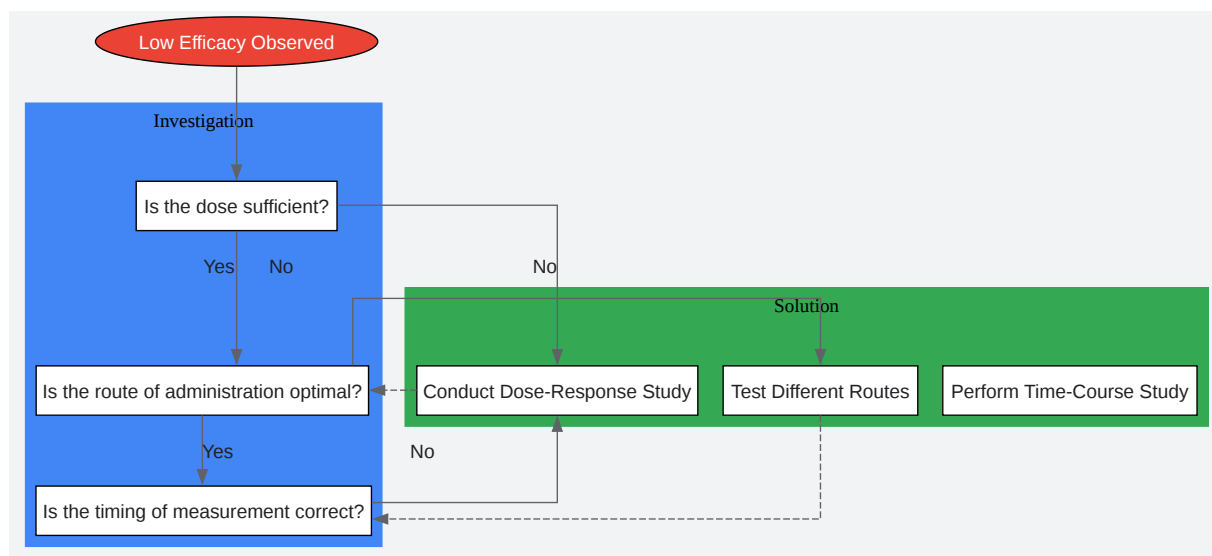 Low Efficacy Observed
Investigation
Is the dose sufficient?
Yes
No
No
Solution
Is the route of administration optimal?
Conduct Dose-Response Study
Test Different Routes
Perform Time-Course Study
Yes
No
Is the timing of measurement correct?